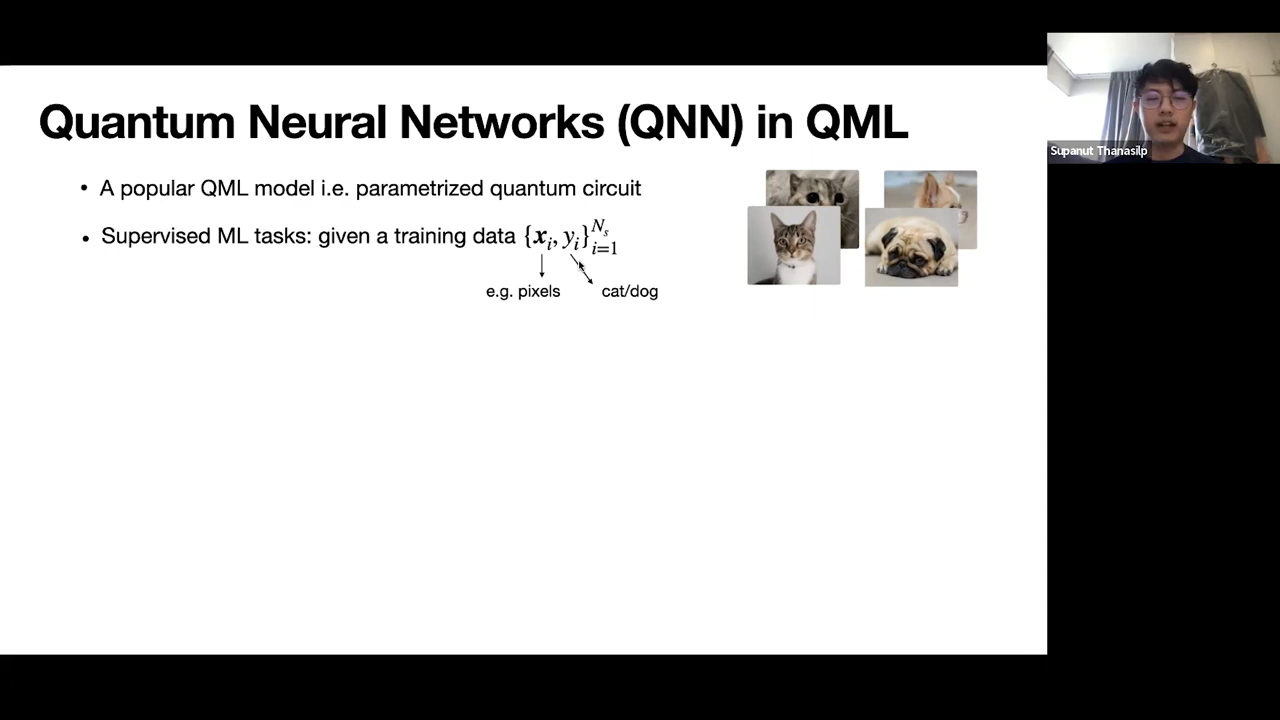 Quantum Neural Networks (QNN) in QML
• A popular QML model i.e. parametrized quantum circuit
• Supervised ML tasks: given a training data {𝒙ᵢ, yᵢ}ᵢ₌₁^Nₛ
e.g. pixels cat/dog
Supanut Thanasilp